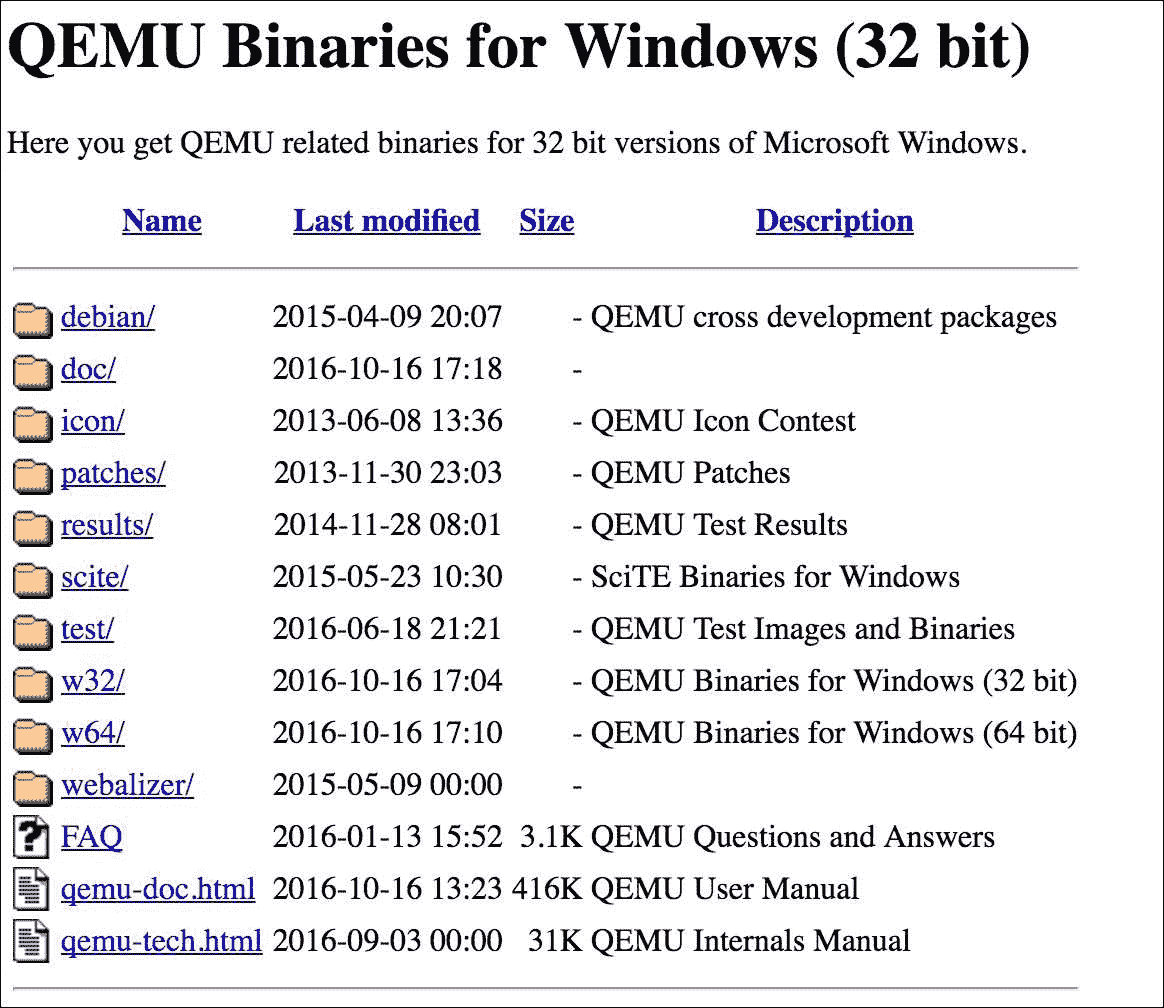 QEMU Binaries for Windows (32 bit)
Here you get QEMU related binaries for 32 bit versions of Microsoft Windows.
Name Last modified Size Description
debian/ 2015-04-09 20:07 - QEMU cross development packages
doc/ 2016-10-16 17:18 -
icon/ 2013-06-08 13:36 - QEMU Icon Contest
patches/ 2013-11-30 23:03 - QEMU Patches
results/ 2014-11-28 08:01 - QEMU Test Results
scite/ 2015-05-23 10:30 - SciTE Binaries for Windows
test/ 2016-06-18 21:21 - QEMU Test Images and Binaries
w32/ 2016-10-16 17:04 - QEMU Binaries for Windows (32 bit)
w64/ 2016-10-16 17:10 - QEMU Binaries for Windows (64 bit)
webalizer/ 2015-05-09 00:00 -
? FAQ 2016-01-13 15:52 3.1K QEMU Questions and Answers
qemu-doc.html 2016-10-16 13:23 416K QEMU User Manual
qemu-tech.html 2016-09-03 00:00 31K QEMU Internals Manual